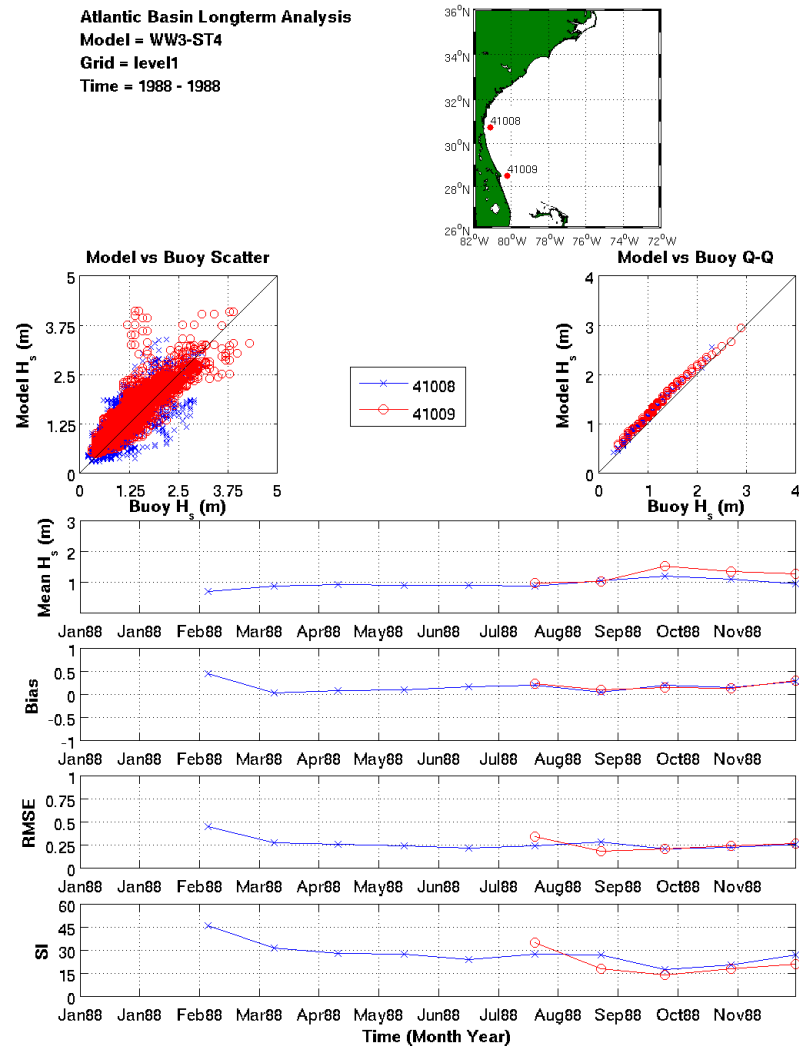 Atlantic Basin Longterm Analysis
Model = WW3-ST4
Grid = level1
Time = 1988 - 1988
36°N
34°N
32°N
30°N
28°N
26°N
41008
41009
82°W 80°W 78°W 76°W 74°W 72°W
Model vs Buoy Scatter
5
3.75
2.5
1.25
0
Model Hs (m)
0 1.25 2.5 3.75 5
Buoy Hs (m)
41008
41009
Model vs Buoy Q-Q
4
3
2
1
0
Model Hs (m)
0 1 2 3 4
Buoy Hs (m)
3
2
1
Mean Hs (m)
Jan88 Jan88 Feb88 Mar88 Apr88 May88 Jun88 Jul88 Aug88 Sep88 Oct88 Nov88
1
0.5
0
-0.5
-1
Bias
Jan88 Jan88 Feb88 Mar88 Apr88 May88 Jun88 Jul88 Aug88 Sep88 Oct88 Nov88
1
0.75
0.5
0.25
0
RMSE
Jan88 Jan88 Feb88 Mar88 Apr88 May88 Jun88 Jul88 Aug88 Sep88 Oct88 Nov88
60
45
30
15
0
SI
Jan88 Jan88 Feb88 Mar88 Apr88 May88 Jun88 Jul88 Aug88 Sep88 Oct88 Nov88
Time (Month Year)